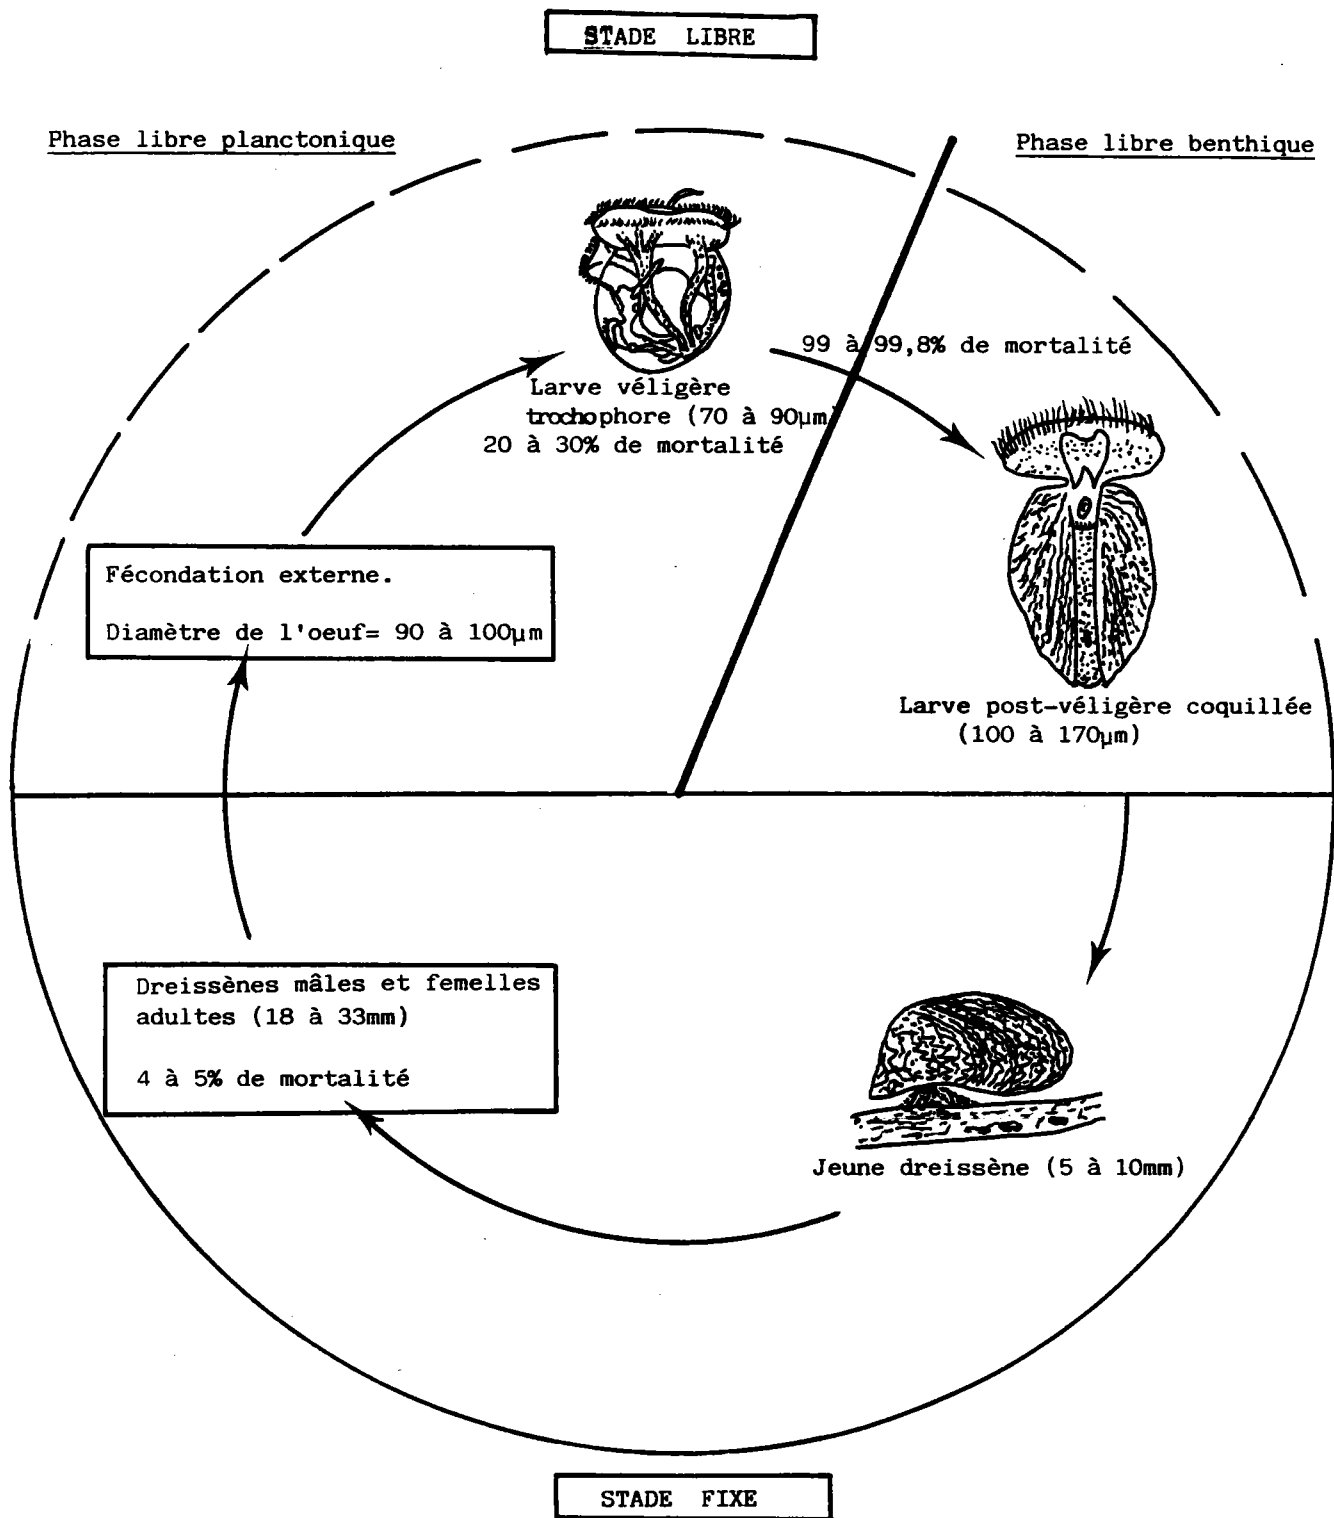 STADE LIBRE
Phase libre planctonique
Phase libre benthique
99 à 99,8% de mortalité
Larve véligère
trochophore (70 à 90µm)
20 à 30% de mortalité
Fécondation externe.
Diamètre de l'oeuf= 90 à 100µm
Larve post-véligère coquillée
(100 à 170µm)
Dreissènes mâles et femelles
adultes (18 à 33mm)
4 à 5% de mortalité
Jeune dreissène (5 à 10mm)
STADE FIXE